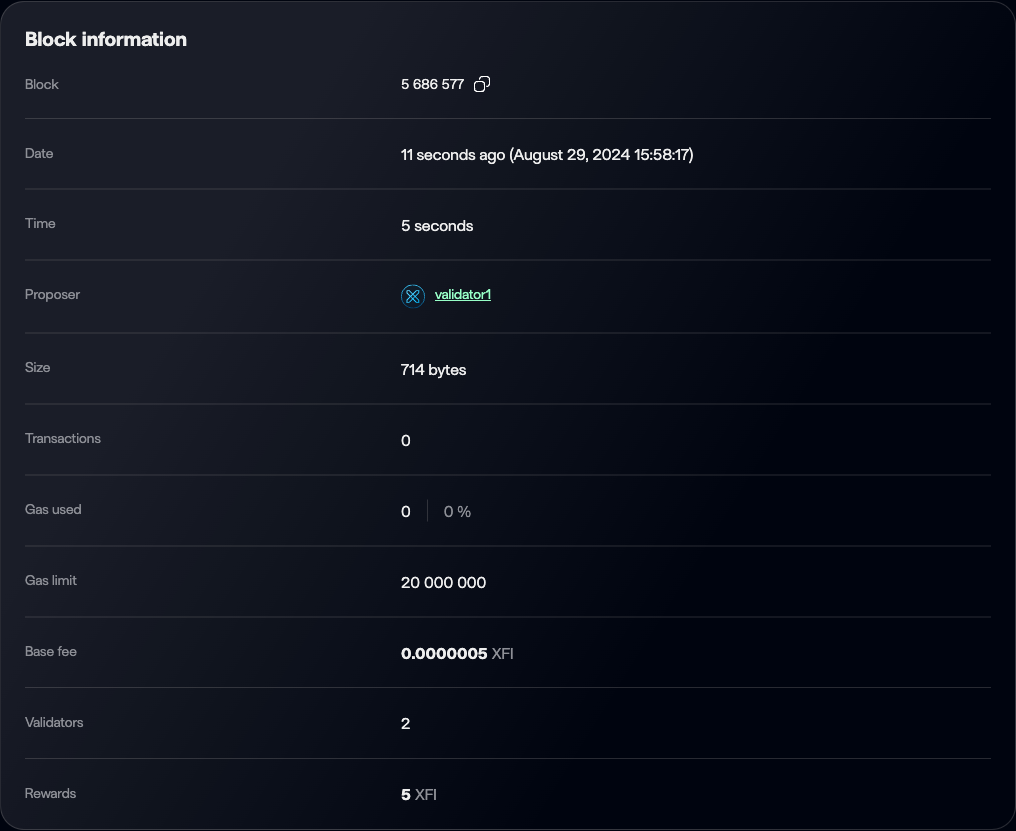 Block information
Block 5 686 577
Date 11 seconds ago (August 29, 2024 15:58:17)
Time 5 seconds
Proposer validator1
Size 714 bytes
Transactions 0
Gas used 0 0 %
Gas limit 20 000 000
Base fee 0.0000005 XFI
Validators 2
Rewards 5 XFI